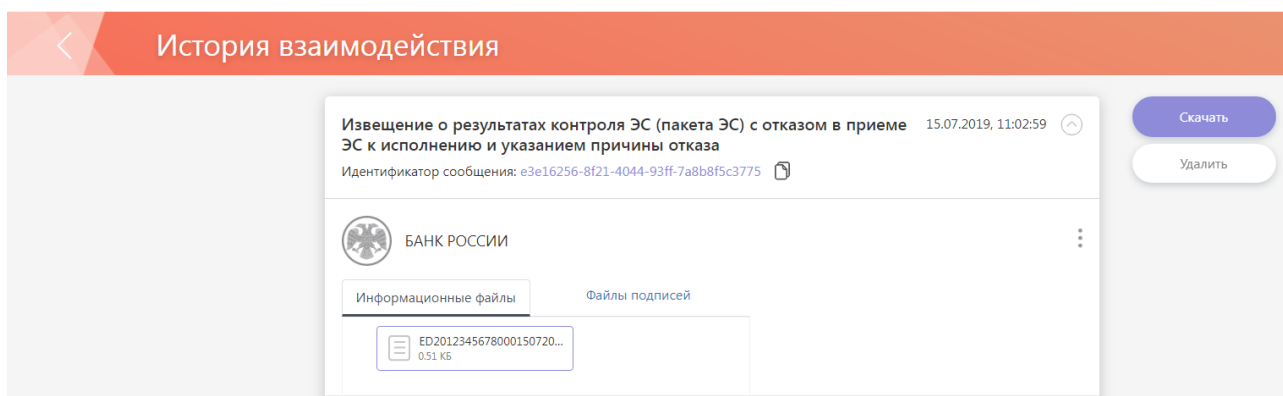 История взаимодействия
Извещение о результатах контроля ЭС (пакета ЭС) с отказом в приеме 15.07.2019, 11:02:59
ЭС к исполнению и указанием причины отказа
Идентификатор сообщения: e3e16256-8f21-4044-93ff-7a8b8f5c3775
Скачать
Удалить
БАНК РОССИИ
Информационные файлы
Файлы подписей
ED2012345678000150720...
0.51 КБ